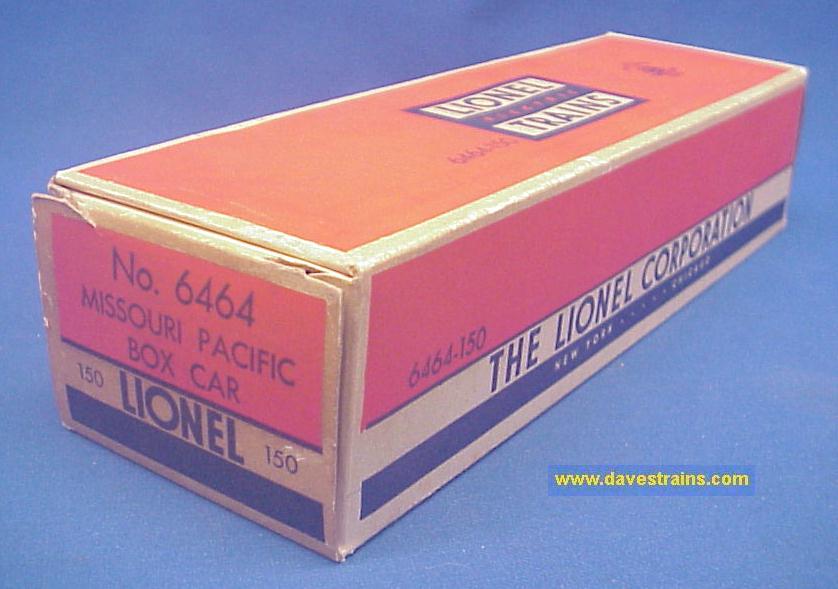 LIONEL
ELECTRIC
TRAINS
6464-150
No. 6464
MISSOURI PACIFIC
BOX CAR
150 LIONEL 150
6464-150
THE LIONEL CORPORATION
NEW YORK ..... CHICAGO
www.davestrains.com